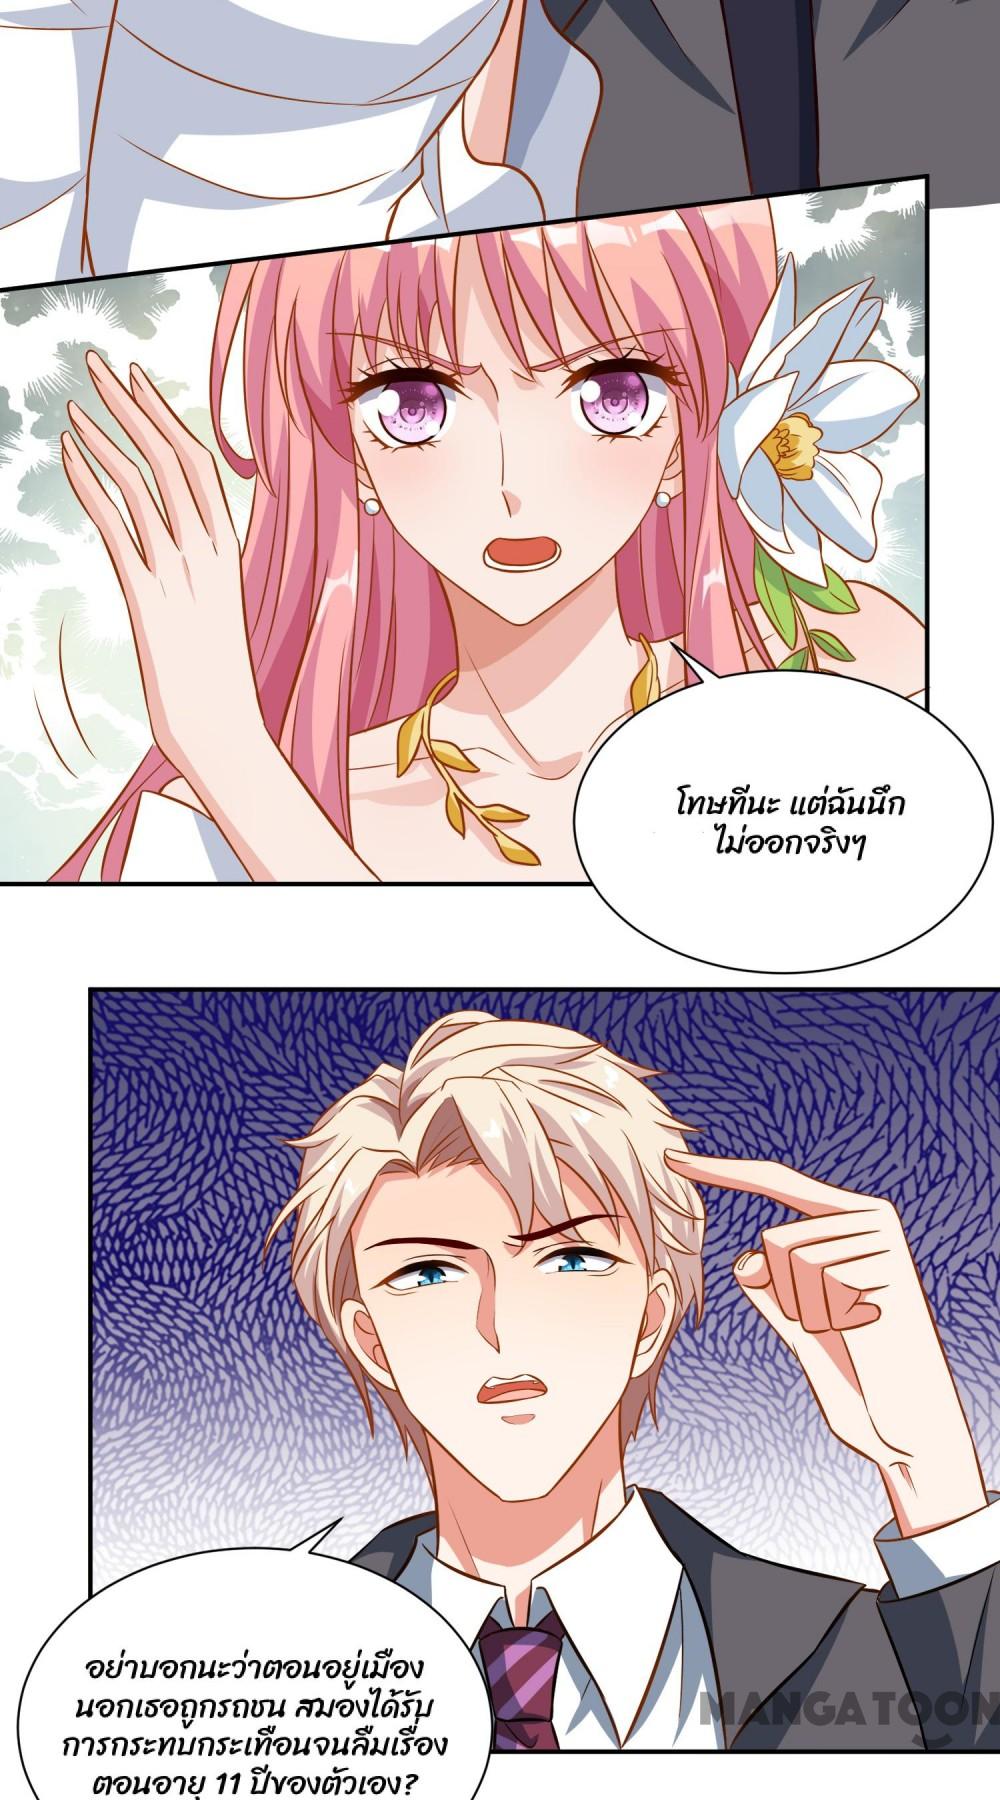 โทษทีนะ แต่ฉันนึก
ไม่ออกจริงๆ
อย่าบอกนะว่าตอนอยู่เมือง
นอกเธอถูกรถชน สมองได้รับ
การกระทบกระเทือนจนลืมเรื่อง
ตอนอายุ 11 ปีของตัวเอง?
MANGATOON